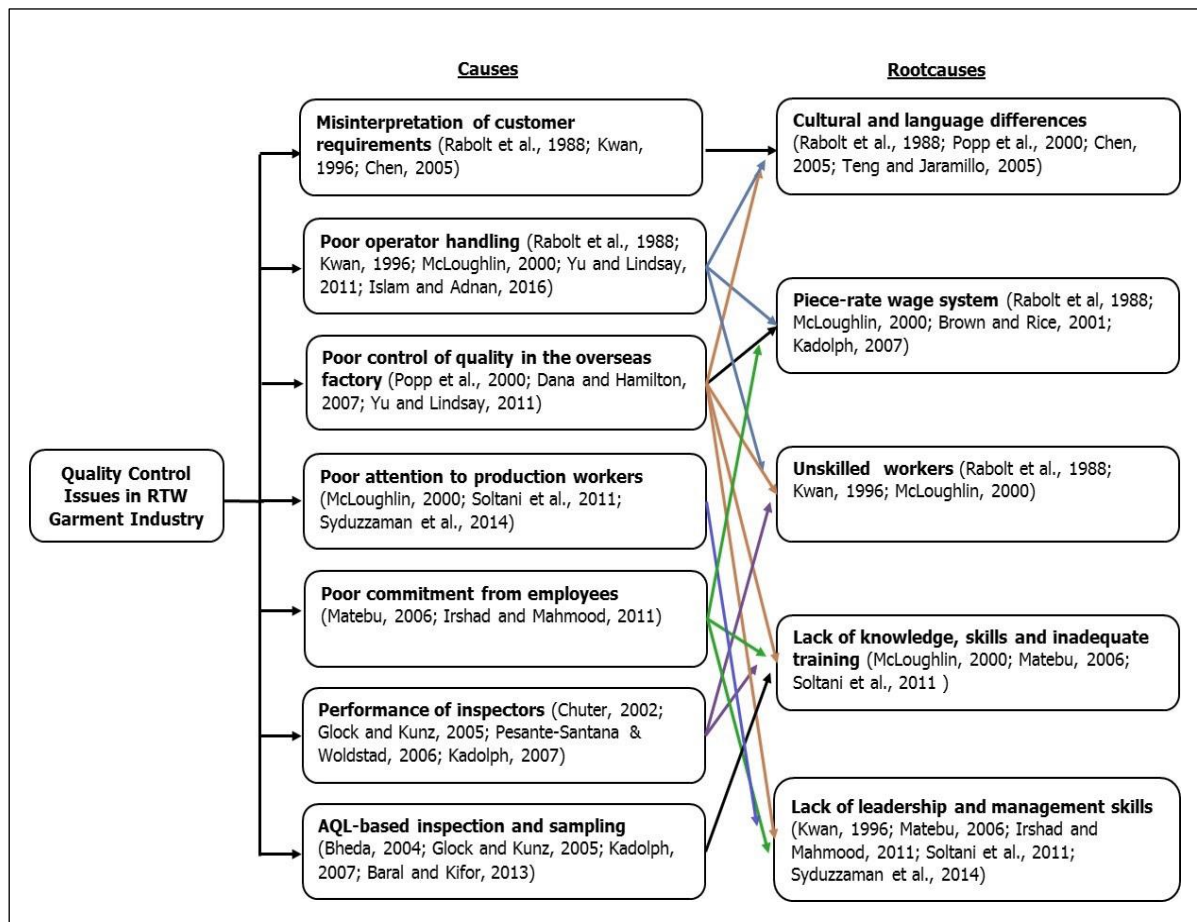 Causes
Rootcauses
Misinterpretation of customer
requirements (Rabolt et al., 1988; Kwan,
1996; Chen, 2005)
Cultural and language differences
(Rabolt et al., 1988; Popp et al., 2000; Chen,
2005; Teng and Jaramillo, 2005)
Poor operator handling (Rabolt et al., 1988;
Kwan, 1996; McLoughlin, 2000; Yu and Lindsay,
2011; Islam and Adnan, 2016)
Piece-rate wage system (Rabolt et al, 1988;
McLoughlin, 2000; Brown and Rice, 2001;
Kadolph, 2007)
Poor control of quality in the overseas
factory (Popp et al., 2000; Dana and Hamilton,
2007; Yu and Lindsay, 2011)
Quality Control
Issues in RTW
Garment Industry
Poor attention to production workers
(McLoughlin, 2000; Soltani et al., 2011;
Syduzzaman et al., 2014)
Unskilled workers (Rabolt et al., 1988;
Kwan, 1996; McLoughlin, 2000)
Poor commitment from employees
(Matebu, 2006; Irshad and Mahmood, 2011)
Lack of knowledge, skills and inadequate
training (McLoughlin, 2000; Matebu, 2006;
Soltani et al., 2011 )
Performance of inspectors (Chuter, 2002;
Glock and Kunz, 2005; Pesante-Santana &
Woldstad, 2006; Kadolph, 2007)
Lack of leadership and management skills
(Kwan, 1996; Matebu, 2006; Irshad and
Mahmood, 2011; Soltani et al., 2011;
Syduzzaman et al., 2014)
AQL-based inspection and sampling
(Bheda, 2004; Glock and Kunz, 2005; Kadolph,
2007; Baral and Kifor, 2013)